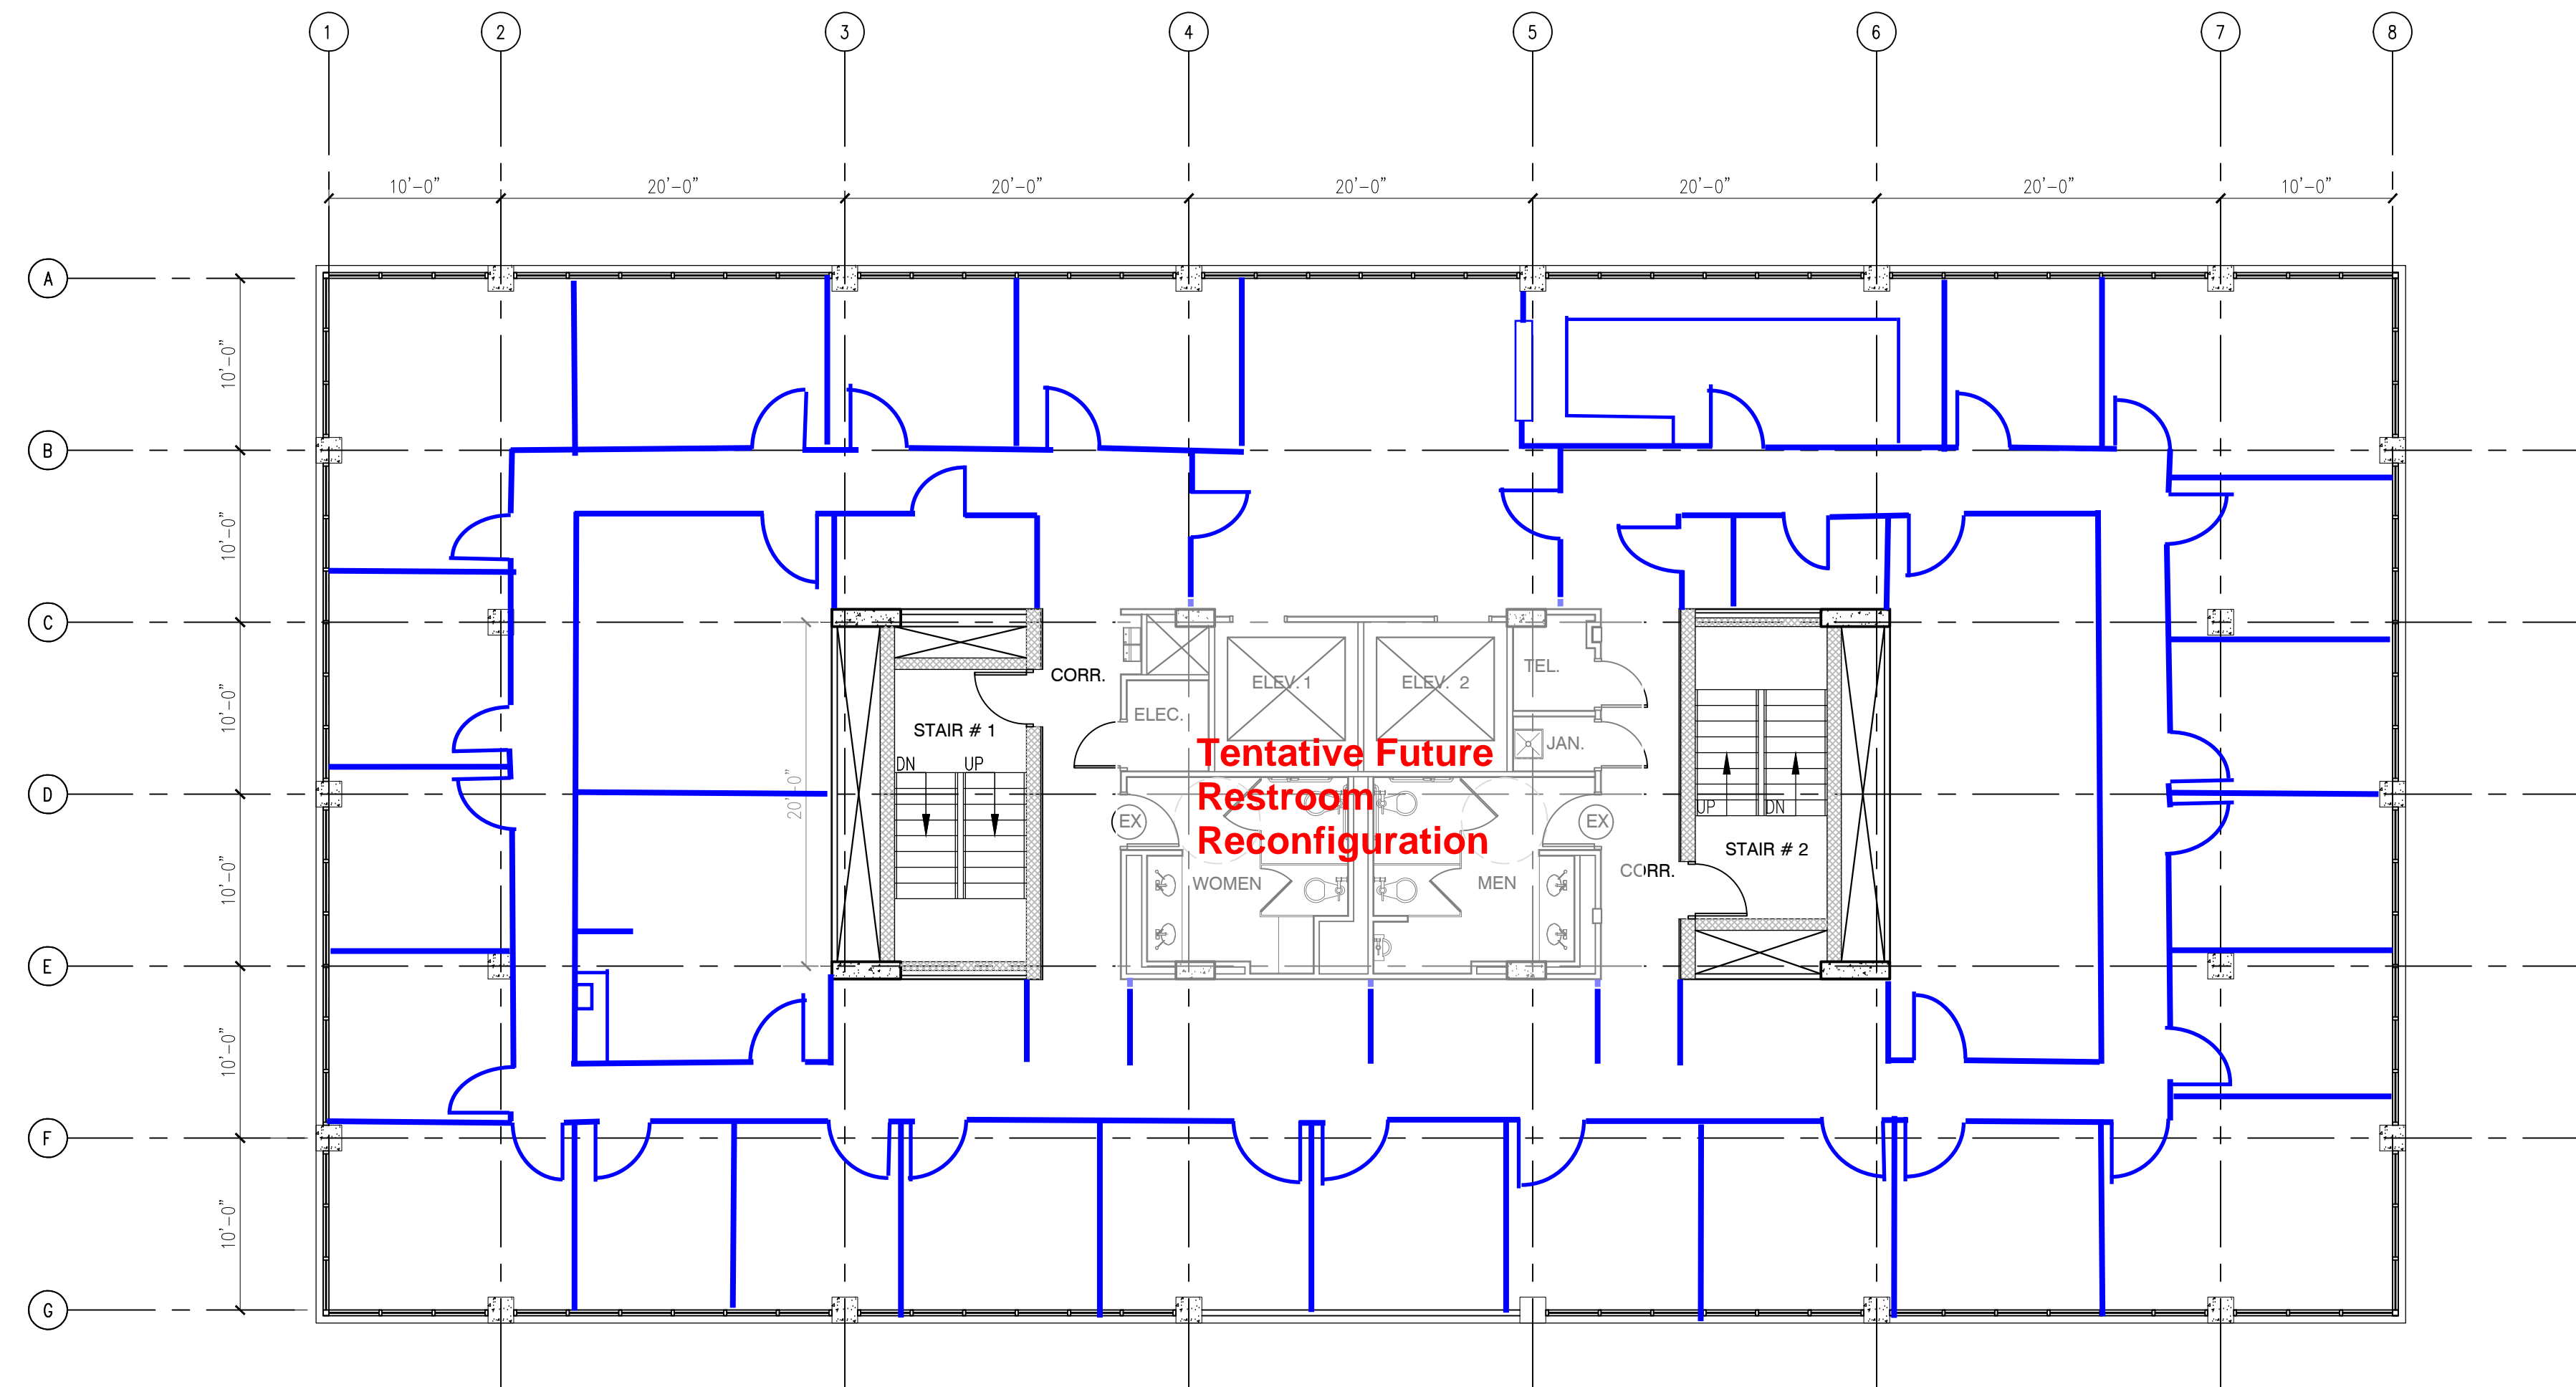 1 2 3 4 5 6 7 8
10'-0" 20'-0" 20'-0" 20'-0" 20'-0" 20'-0" 10'-0"
A
10'-0"
B
10'-0"
C
10'-0"
D
10'-0"
E
10'-0"
F
10'-0"
G
20'-0"
CORR.
STAIR # 1
DN UP
ELEC.
ELEV. 1
ELEV. 2
TEL.
JAN.
Tentative Future
Restroom
Reconfiguration
EX
EX
WOMEN
MEN
CORR.
UP DN
STAIR # 2